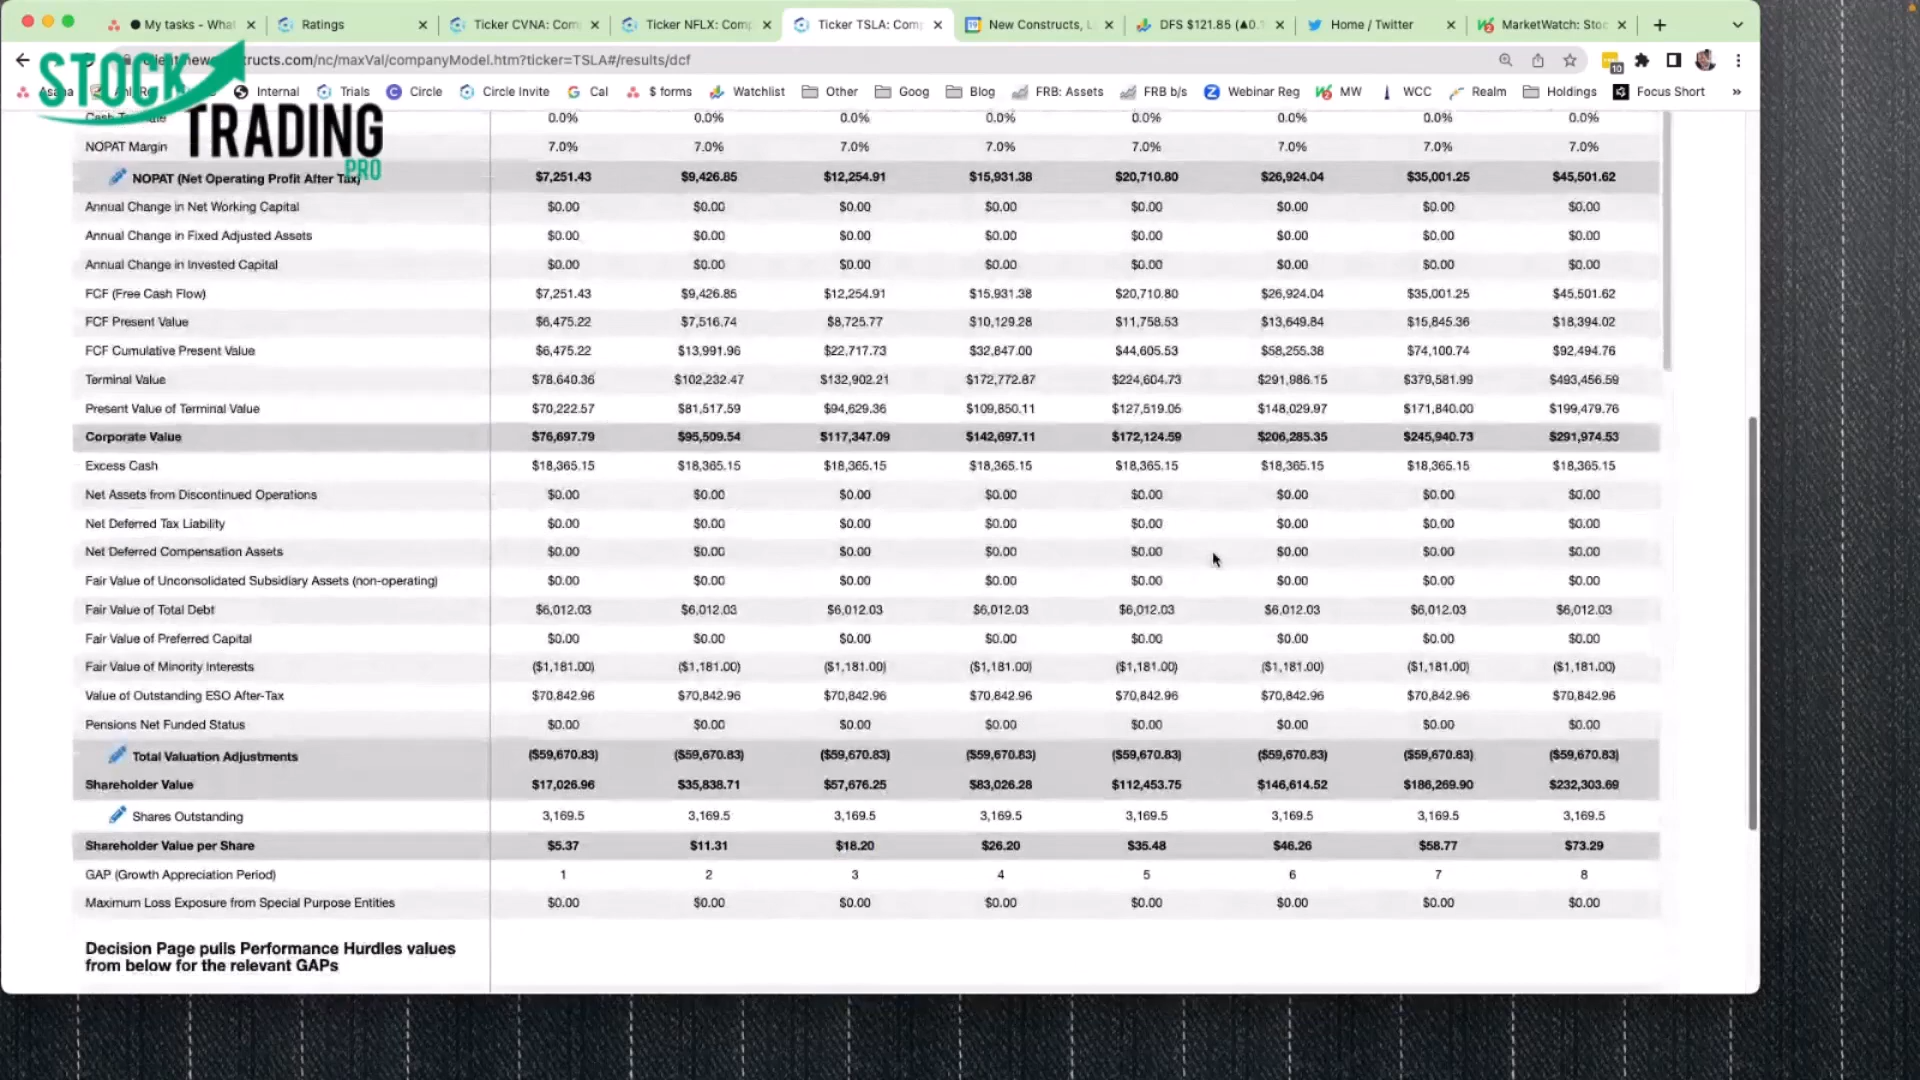 My tasks - What
Ratings
Ticker CVNA: Com
Ticker NFLX: Comp
Ticker TSLA: Comp
New Constructs, L
DFS $121.85 (▲0.
Home / Twitter
MarketWatch: Stoc
ructs.com/nc/maxVal/companyModel.htm?ticker=TSLA#/results/dcf
10
STOCK
TRADING
PRO
Internal
Trials
Circle
Circle Invite
Cal
$ forms
Watchlist
Other
Goog
Blog
FRB: Assets
FRB b/s
Webinar Reg
MW
WCC
Realm
Holdings
Focus Short
»
0.0% 0.0% 0.0% 0.0% 0.0% 0.0% 0.0% 0.0%
NOPAT Margin 7.0% 7.0% 7.0% 7.0% 7.0% 7.0% 7.0% 7.0%
NOPAT (Net Operating Profit After Tax) $7,251.43 $9,426.85 $12,254.91 $15,931.38 $20,710.80 $26,924.04 $35,001.25 $45,501.62
Annual Change in Net Working Capital $0.00 $0.00 $0.00 $0.00 $0.00 $0.00 $0.00 $0.00
Annual Change in Fixed Adjusted Assets $0.00 $0.00 $0.00 $0.00 $0.00 $0.00 $0.00 $0.00
Annual Change in Invested Capital $0.00 $0.00 $0.00 $0.00 $0.00 $0.00 $0.00 $0.00
FCF (Free Cash Flow) $7,251.43 $9,426.85 $12,254.91 $15,931.38 $20,710.80 $26,924.04 $35,001.25 $45,501.62
FCF Present Value $6,475.22 $7,516.74 $8,725.77 $10,129.28 $11,758.53 $13,649.84 $15,845.36 $18,394.02
FCF Cumulative Present Value $6,475.22 $13,991.96 $22,717.73 $32,847.00 $44,605.53 $58,255.38 $74,100.74 $92,494.76
Terminal Value $78,640.36 $102,232.47 $132,902.21 $172,772.87 $224,604.73 $291,986.15 $379,581.99 $493,456.59
Present Value of Terminal Value $70,222.57 $81,517.59 $94,629.36 $109,850.11 $127,519.05 $148,029.97 $171,840.00 $199,479.76
Corporate Value $76,697.79 $95,509.54 $117,347.09 $142,697.11 $172,124.59 $206,285.35 $245,940.73 $291,974.53
Excess Cash $18,365.15 $18,365.15 $18,365.15 $18,365.15 $18,365.15 $18,365.15 $18,365.15 $18,365.15
Net Assets from Discontinued Operations $0.00 $0.00 $0.00 $0.00 $0.00 $0.00 $0.00 $0.00
Net Deferred Tax Liability $0.00 $0.00 $0.00 $0.00 $0.00 $0.00 $0.00 $0.00
Net Deferred Compensation Assets $0.00 $0.00 $0.00 $0.00 $0.00 $0.00 $0.00 $0.00
Fair Value of Unconsolidated Subsidiary Assets (non-operating) $0.00 $0.00 $0.00 $0.00 $0.00 $0.00 $0.00 $0.00
Fair Value of Total Debt $6,012.03 $6,012.03 $6,012.03 $6,012.03 $6,012.03 $6,012.03 $6,012.03 $6,012.03
Fair Value of Preferred Capital $0.00 $0.00 $0.00 $0.00 $0.00 $0.00 $0.00 $0.00
Fair Value of Minority Interests ($1,181.00) ($1,181.00) ($1,181.00) ($1,181.00) ($1,181.00) ($1,181.00) ($1,181.00) ($1,181.00)
Value of Outstanding ESO After-Tax $70,842.96 $70,842.96 $70,842.96 $70,842.96 $70,842.96 $70,842.96 $70,842.96 $70,842.96
Pensions Net Funded Status $0.00 $0.00 $0.00 $0.00 $0.00 $0.00 $0.00 $0.00
Total Valuation Adjustments ($59,670.83) ($59,670.83) ($59,670.83) ($59,670.83) ($59,670.83) ($59,670.83) ($59,670.83) ($59,670.83)
Shareholder Value $17,026.96 $35,838.71 $57,676.25 $83,026.28 $112,453.75 $146,614.52 $186,269.90 $232,303.69
Shares Outstanding 3,169.5 3,169.5 3,169.5 3,169.5 3,169.5 3,169.5 3,169.5 3,169.5
Shareholder Value per Share $5.37 $11.31 $18.20 $26.20 $35.48 $46.26 $58.77 $73.29
GAP (Growth Appreciation Period) 1 2 3 4 5 6 7 8
Maximum Loss Exposure from Special Purpose Entities $0.00 $0.00 $0.00 $0.00 $0.00 $0.00 $0.00 $0.00
Decision Page pulls Performance Hurdles values
from below for the relevant GAPs